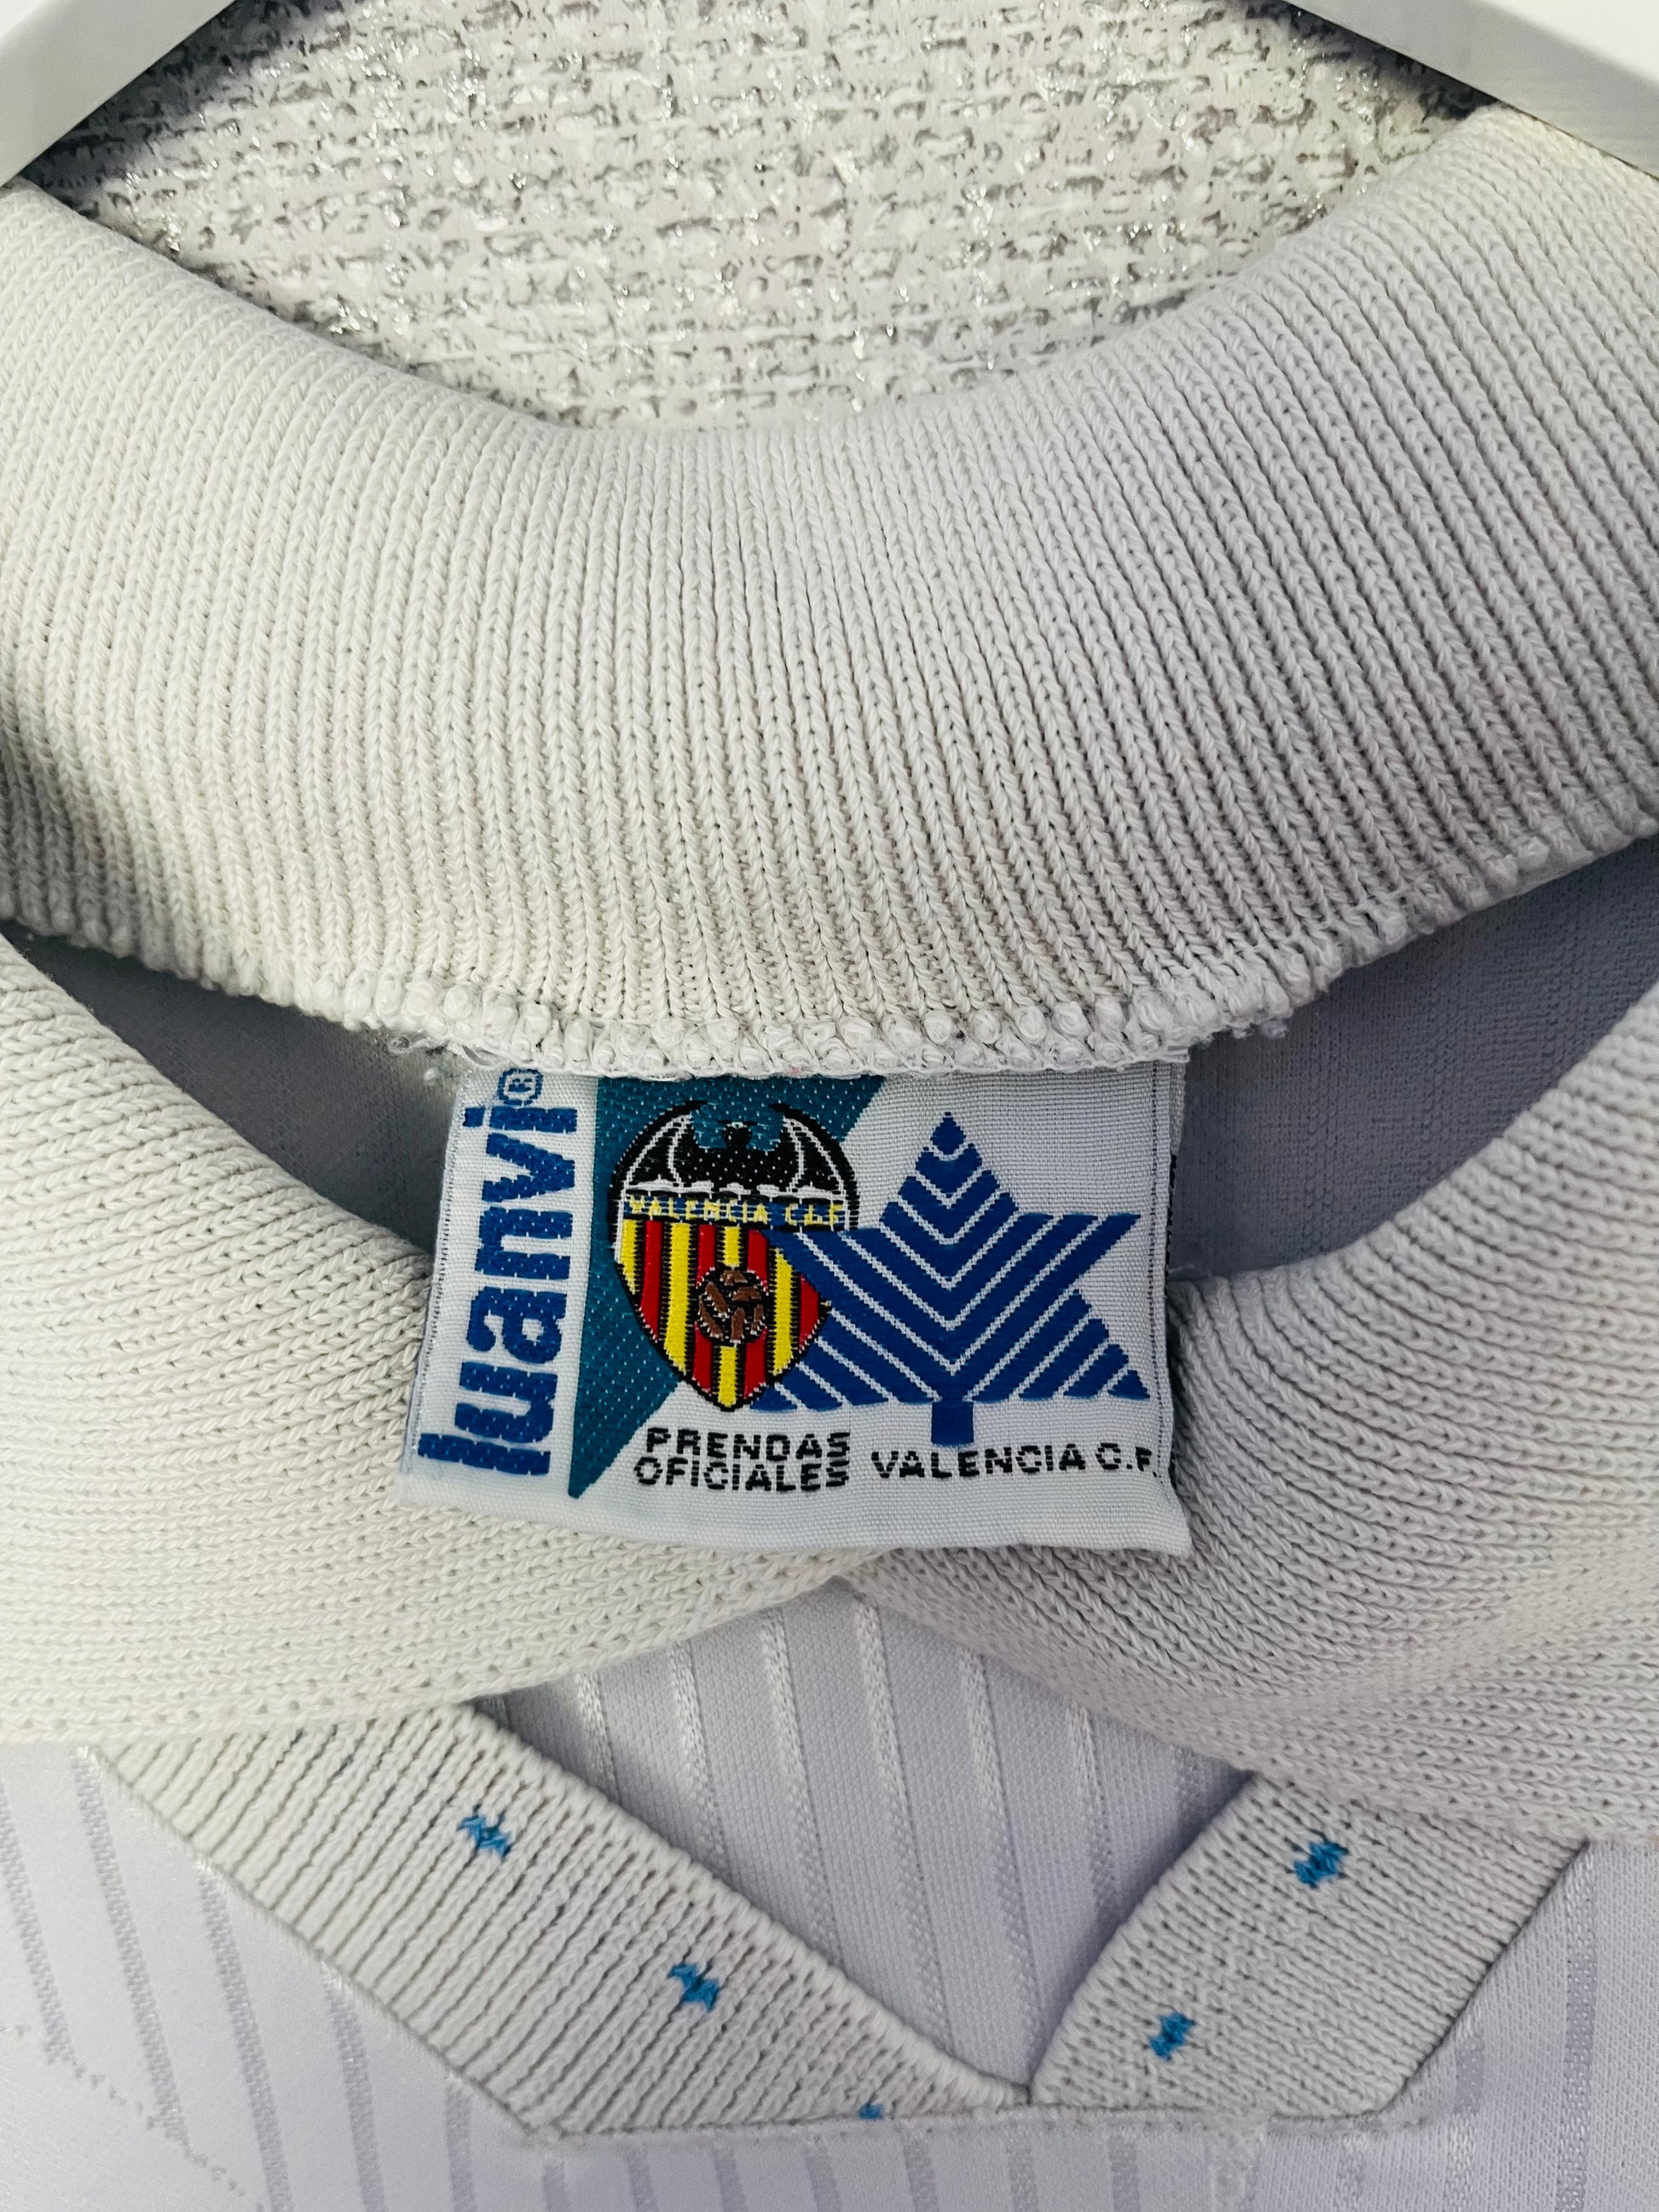 luanvi®
VALENCIA C.F
PRENDAS
OFICIALES
VALENCIA C.F.